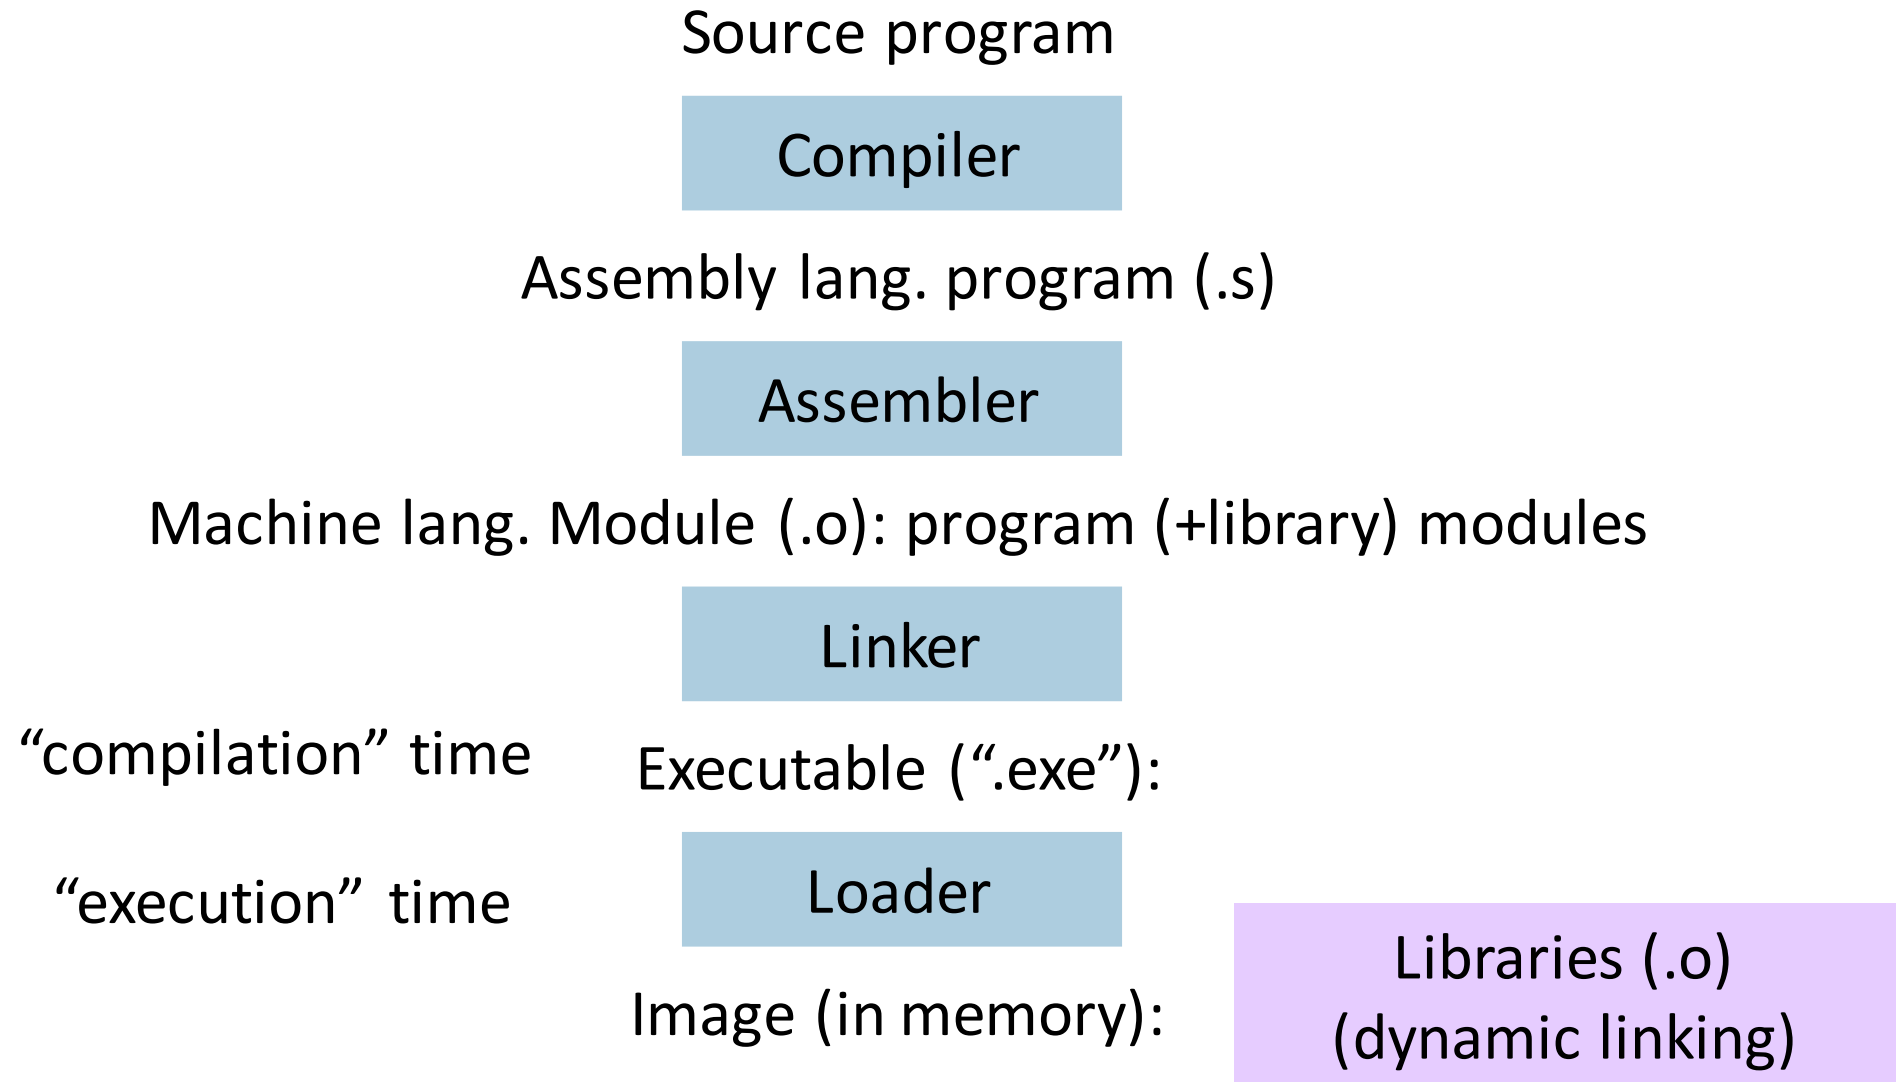 Source program
Compiler
Assembly lang. program (.s)
Assembler
Machine lang. Module (.o): program (+library) modules
Linker
“compilation” time
Executable (“.exe”):
“execution” time
Loader
Image (in memory):
Libraries (.o)
(dynamic linking)